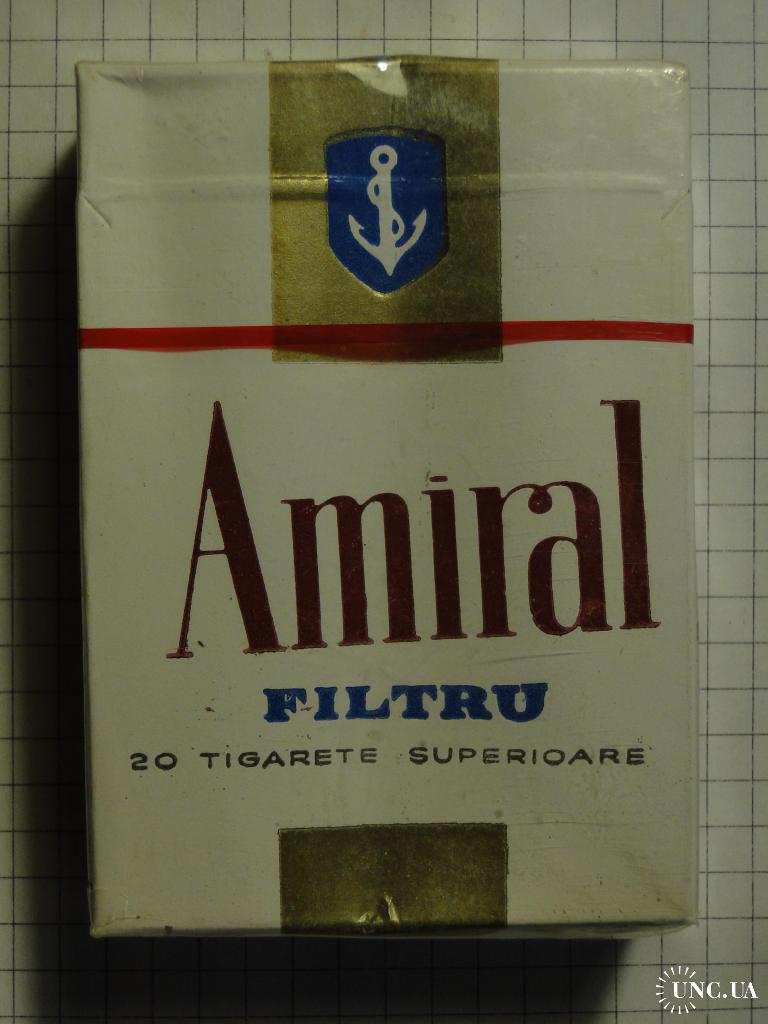 Amiral
FILTRU
20 TIGARETE SUPERIOARE
UNC.UA